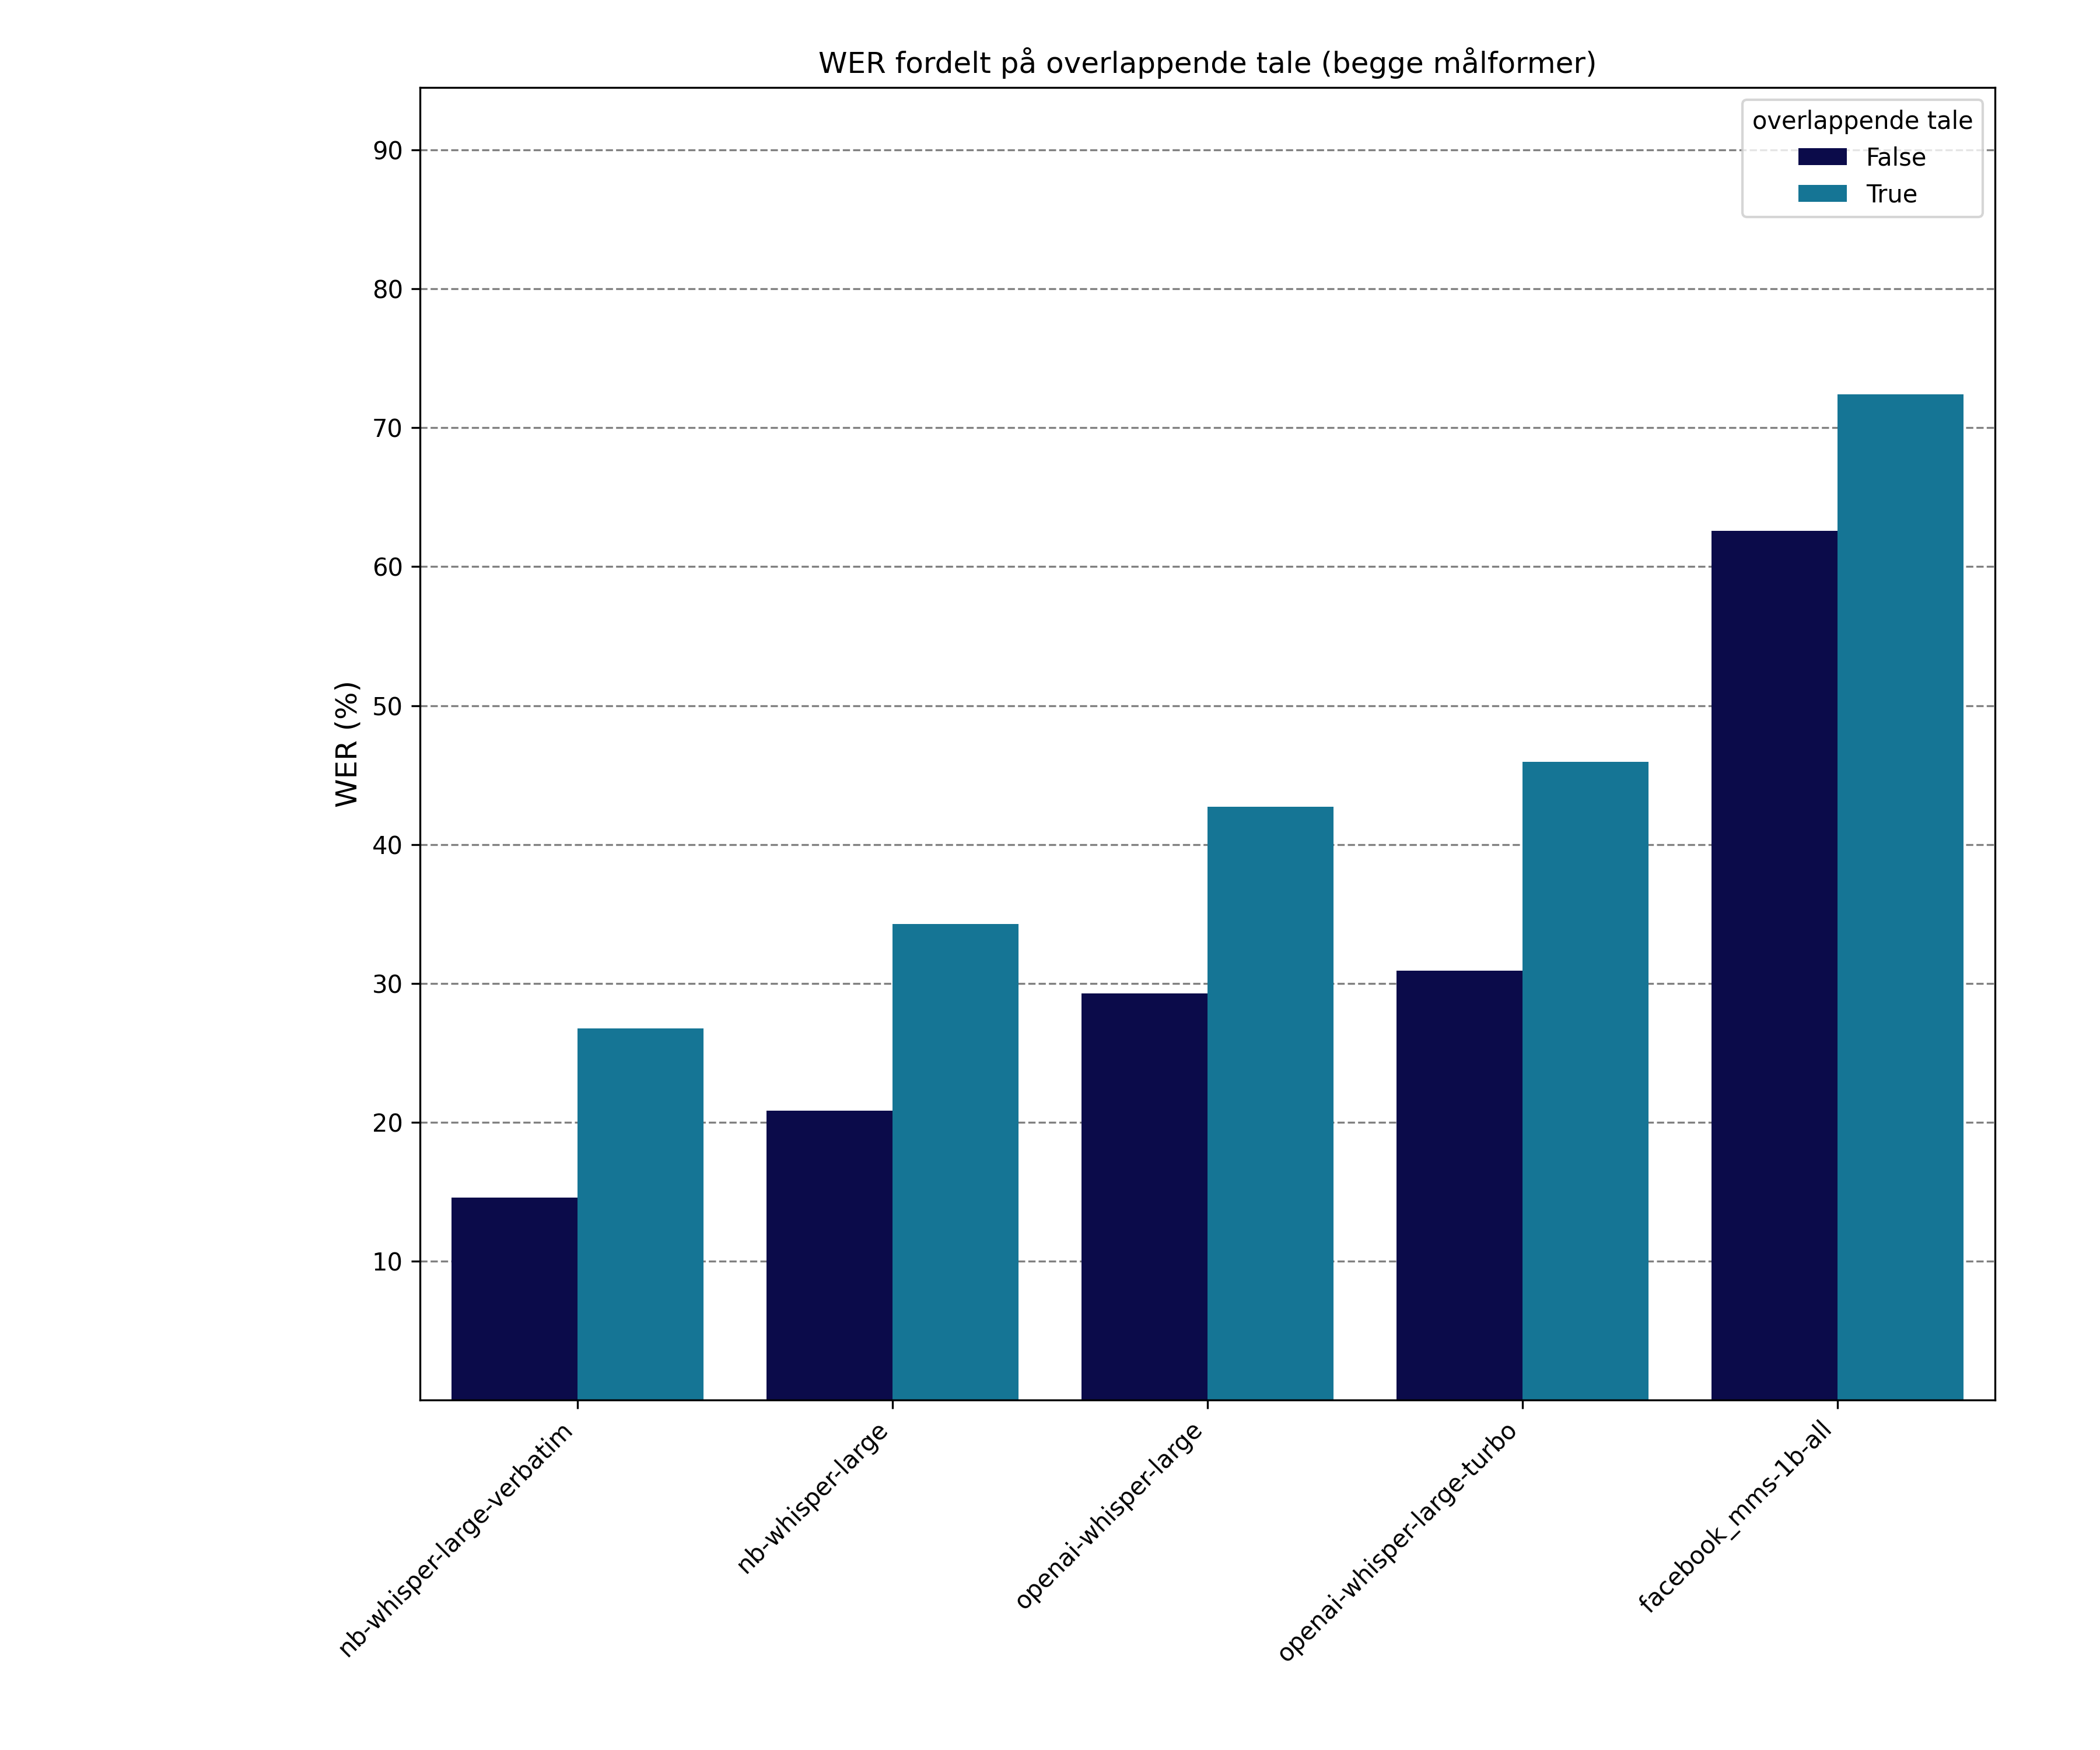 WER fordelt på overlappende tale (begge målformer)
overlappende tale
False
True
WER (%)
90
80
70
60
50
40
30
20
10
nb-whisper-large-verbatim
nb-whisper-large
openai-whisper-large
openai-whisper-large-turbo
facebook_mms-1b-all